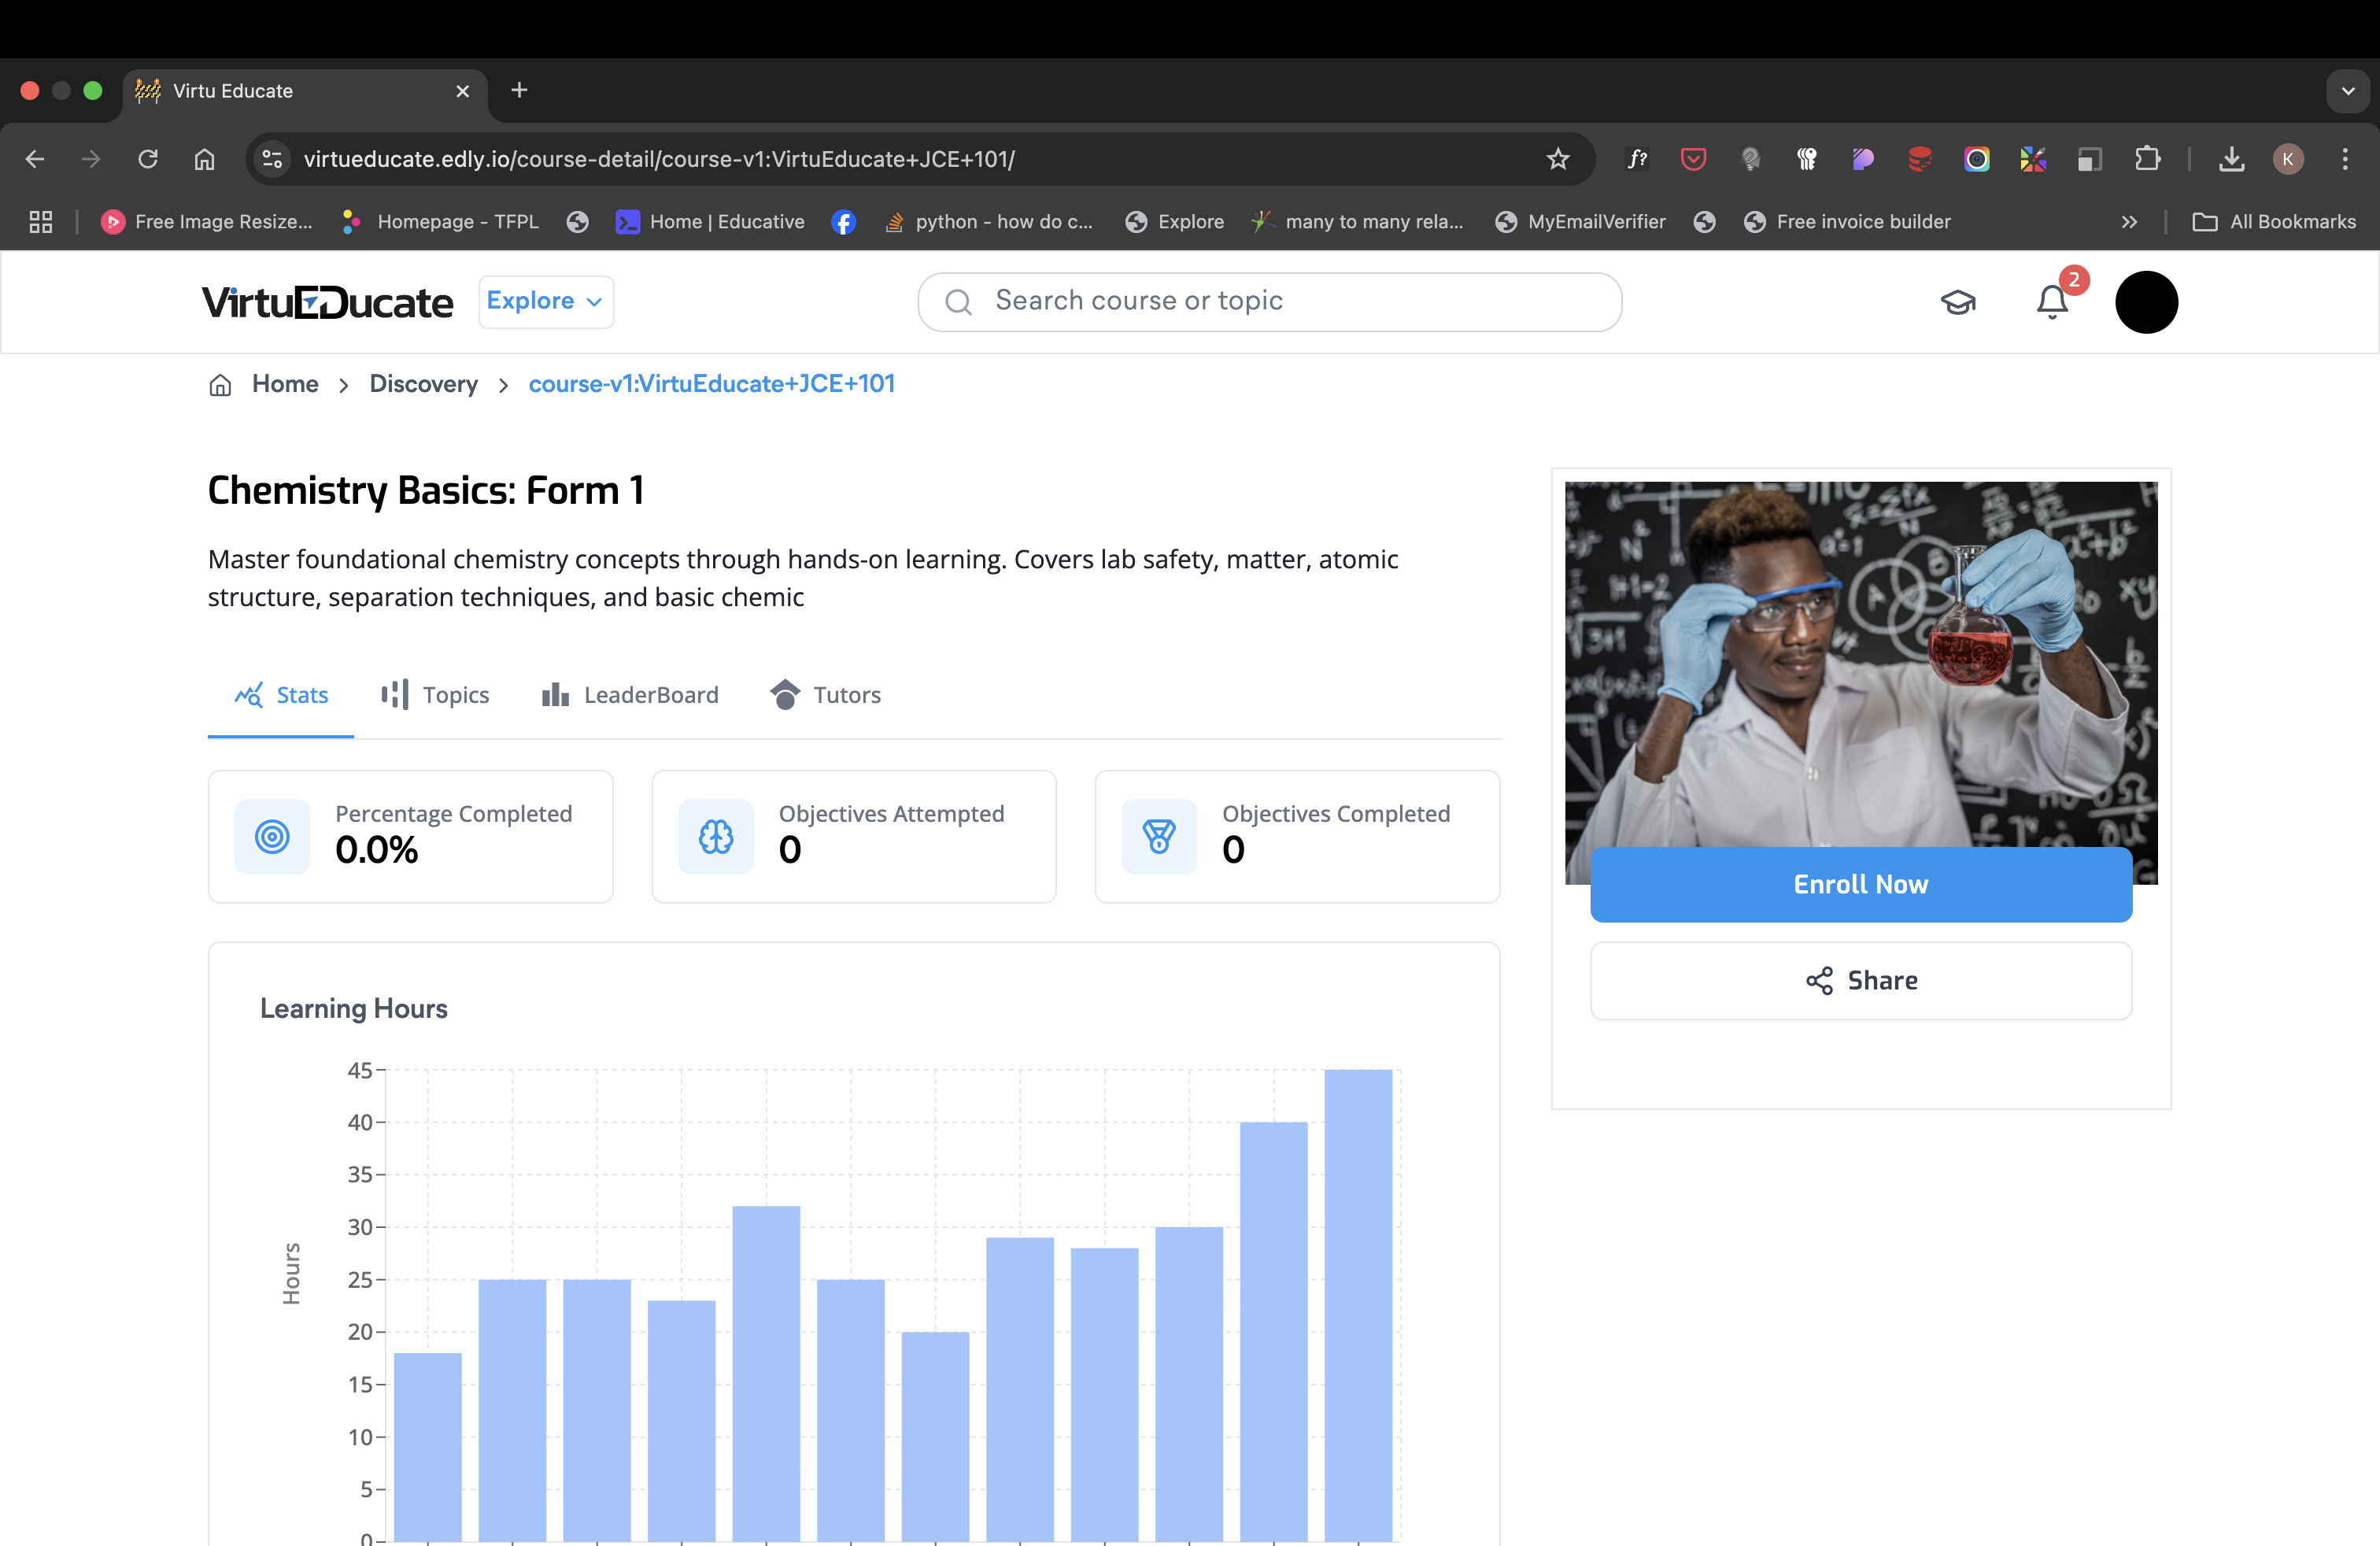 Virtu Educate
virtueducate.edly.io/course-detail/course-v1:VirtuEducate+JCE+101/
f?
K
Free Image Resize...
Homepage - TFPL
Home | Educative
python - how do c...
Explore
many to many rela...
MyEmailVerifier
Free invoice builder
All Bookmarks
VirtuEDucate
Explore
Search course or topic
2
Home > Discovery > course-v1:VirtuEducate+JCE+101
Chemistry Basics: Form 1
Master foundational chemistry concepts through hands-on learning. Covers lab safety, matter, atomic
structure, separation techniques, and basic chemic
Stats
Topics
LeaderBoard
Tutors
Percentage Completed
0.0%
Objectives Attempted
0
Objectives Completed
0
Enroll Now
Share
Learning Hours
Hours
45
40
35
30
25
20
15
10
5
0